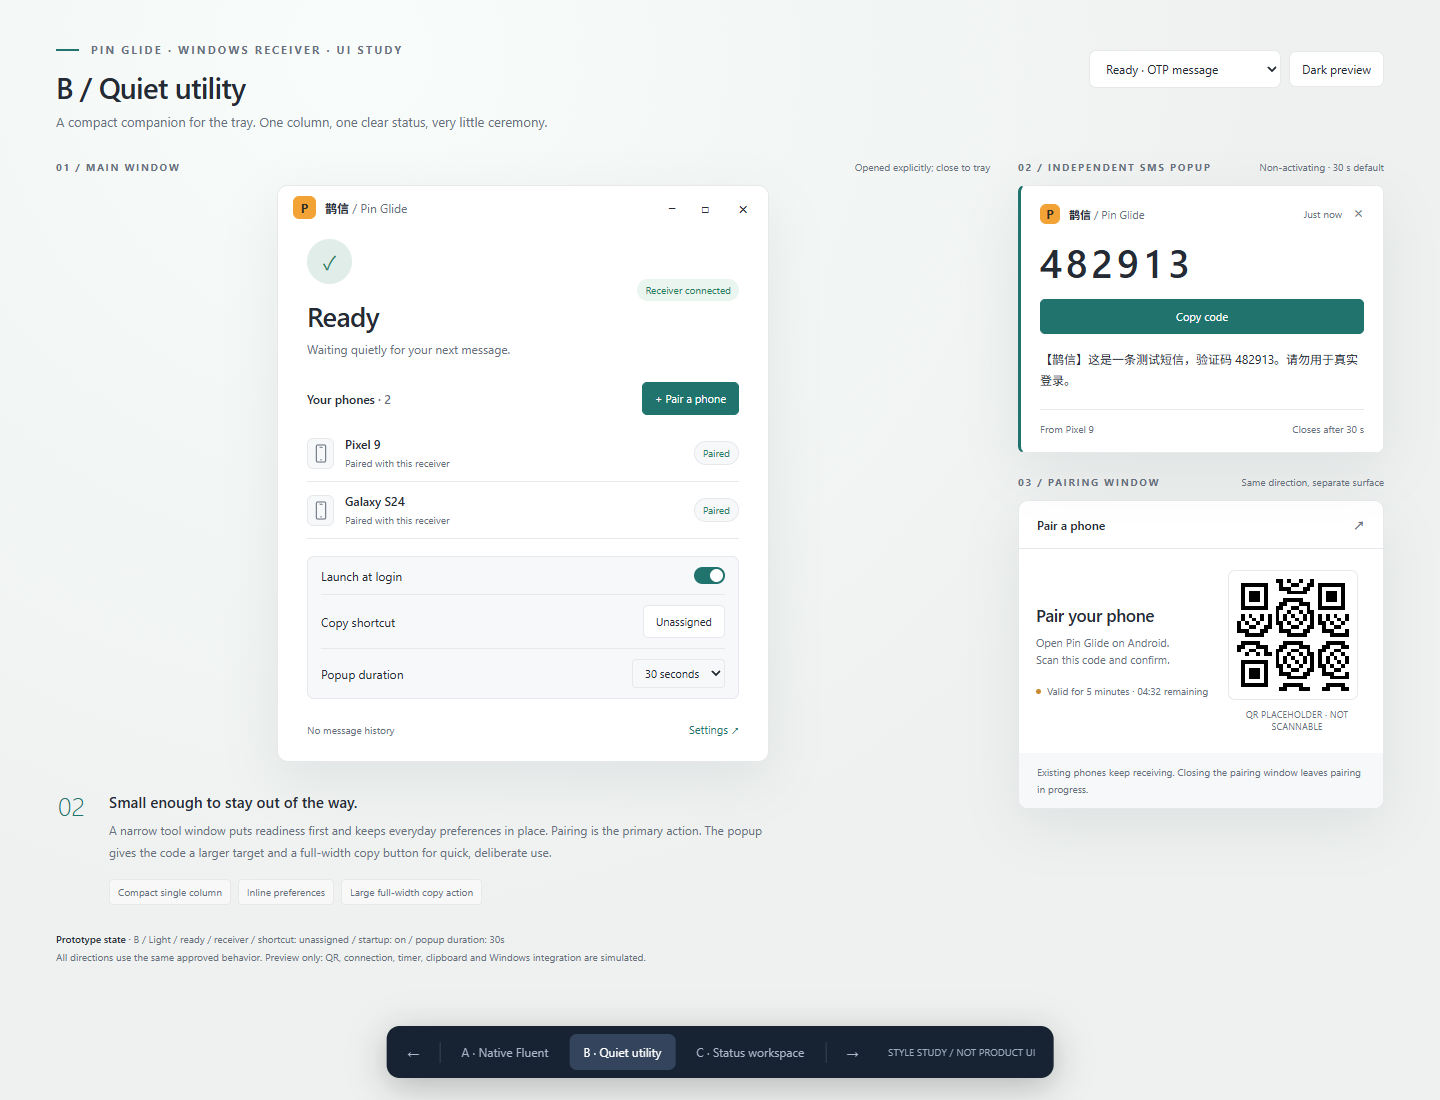 PIN GLIDE · WINDOWS RECEIVER · UI STUDY
B / Quiet utility
A compact companion for the tray. One column, one clear status, very little ceremony.
Ready · OTP message
Dark preview
01 / MAIN WINDOW
Opened explicitly; close to tray
P 鹊信 / Pin Glide
Receiver connected
Ready
Waiting quietly for your next message.
Your phones · 2
+ Pair a phone
Pixel 9
Paired with this receiver
Paired
Galaxy S24
Paired with this receiver
Paired
Launch at login
Copy shortcut
Unassigned
Popup duration
30 seconds
No message history
Settings ↗
02 / INDEPENDENT SMS POPUP
Non-activating · 30 s default
P 鹊信 / Pin Glide
Just now ×
482913
Copy code
【鹊信】这是一条测试短信，验证码 482913。请勿用于真实
登录。
From Pixel 9
Closes after 30 s
03 / PAIRING WINDOW
Same direction, separate surface
Pair a phone ↗
Pair your phone
Open Pin Glide on Android.
Scan this code and confirm.
Valid for 5 minutes · 04:32 remaining
QR PLACEHOLDER · NOT
SCANNABLE
Existing phones keep receiving. Closing the pairing window leaves pairing
in progress.
02
Small enough to stay out of the way.
A narrow tool window puts readiness first and keeps everyday preferences in place. Pairing is the primary action. The popup
gives the code a larger target and a full-width copy button for quick, deliberate use.
Compact single column
Inline preferences
Large full-width copy action
Prototype state · B / Light / ready / receiver / shortcut: unassigned / startup: on / popup duration: 30s
All directions use the same approved behavior. Preview only: QR, connection, timer, clipboard and Windows integration are simulated.
← A · Native Fluent
B · Quiet utility
C · Status workspace →
STYLE STUDY / NOT PRODUCT UI